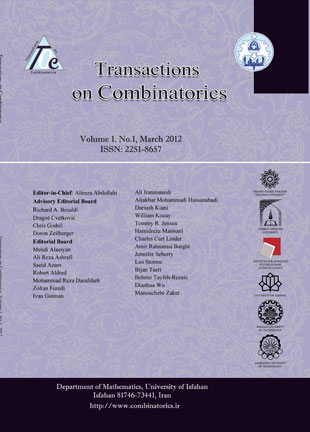 Transactions
on Combinatorics
Volume 1. No.1, March 2012
ISSN: 2251-8657
Editor-in-Chief: Alireza Abdollahi
Advisory Editorial Board
Richard A. Brualdi
Dragoš Cvetković
Chris Godsil
Doron Zeilberger
Editorial Board
Mehdi Alaeiyan
Ali Reza Ashrafi
Saeid Azam
Robert Aldred
Mohammad Reza Darafsheh
Zoltan Furedi
Ivan Gutman
Ali Iranmanesh
Aliakbar Mohammadi Hassanabadi
Dariush Kiani
William Kocay
Tommy R. Jensen
Hamidreza Maimani
Charles Curt Linder
Amir Rahnamai Barghi
Jennifer Seberry
Leo Storme
Bijan Taeri
Behruz Tayfeh-Rezaie
Dianhua Wu
Manouchehr Zaker
Department of Mathematics, University of Isfahan
Isfahan 81746-73441, Iran
http://www.combinatorics.ir